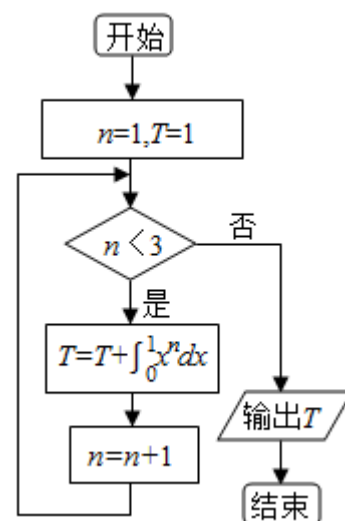 开始
n=1,T=1
n<3
否
是
T=T+∫₀¹xⁿdx
输出T
n=n+1
结束